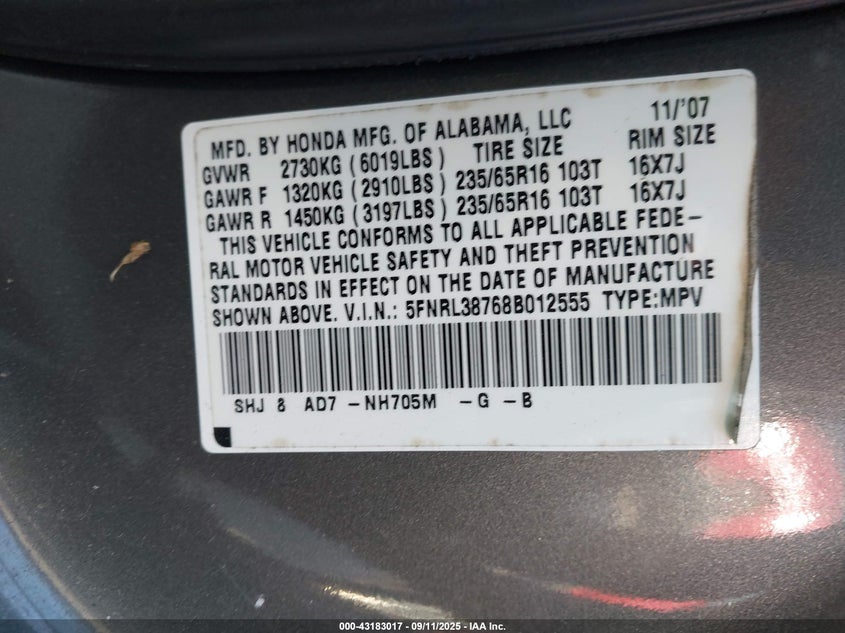 MFD. BY HONDA MFG. OF ALABAMA, LLC 11/'07
GVWR 2730KG (6019LBS) TIRE SIZE RIM SIZE
GAWR F 1320KG (2910LBS) 235/65R16 103T 16X7J
GAWR R 1450KG (3197LBS) 235/65R16 103T 16X7J
THIS VEHICLE CONFORMS TO ALL APPLICABLE FEDE-
RAL MOTOR VEHICLE SAFETY AND THEFT PREVENTION
STANDARDS IN EFFECT ON THE DATE OF MANUFACTURE
SHOWN ABOVE. V.I.N.: 5FNRL38768B012555 TYPE:MPV
SHJ 8 AD7 -NH705M -G -B
000-43183017 - 09/11/2025 - IAA Inc.